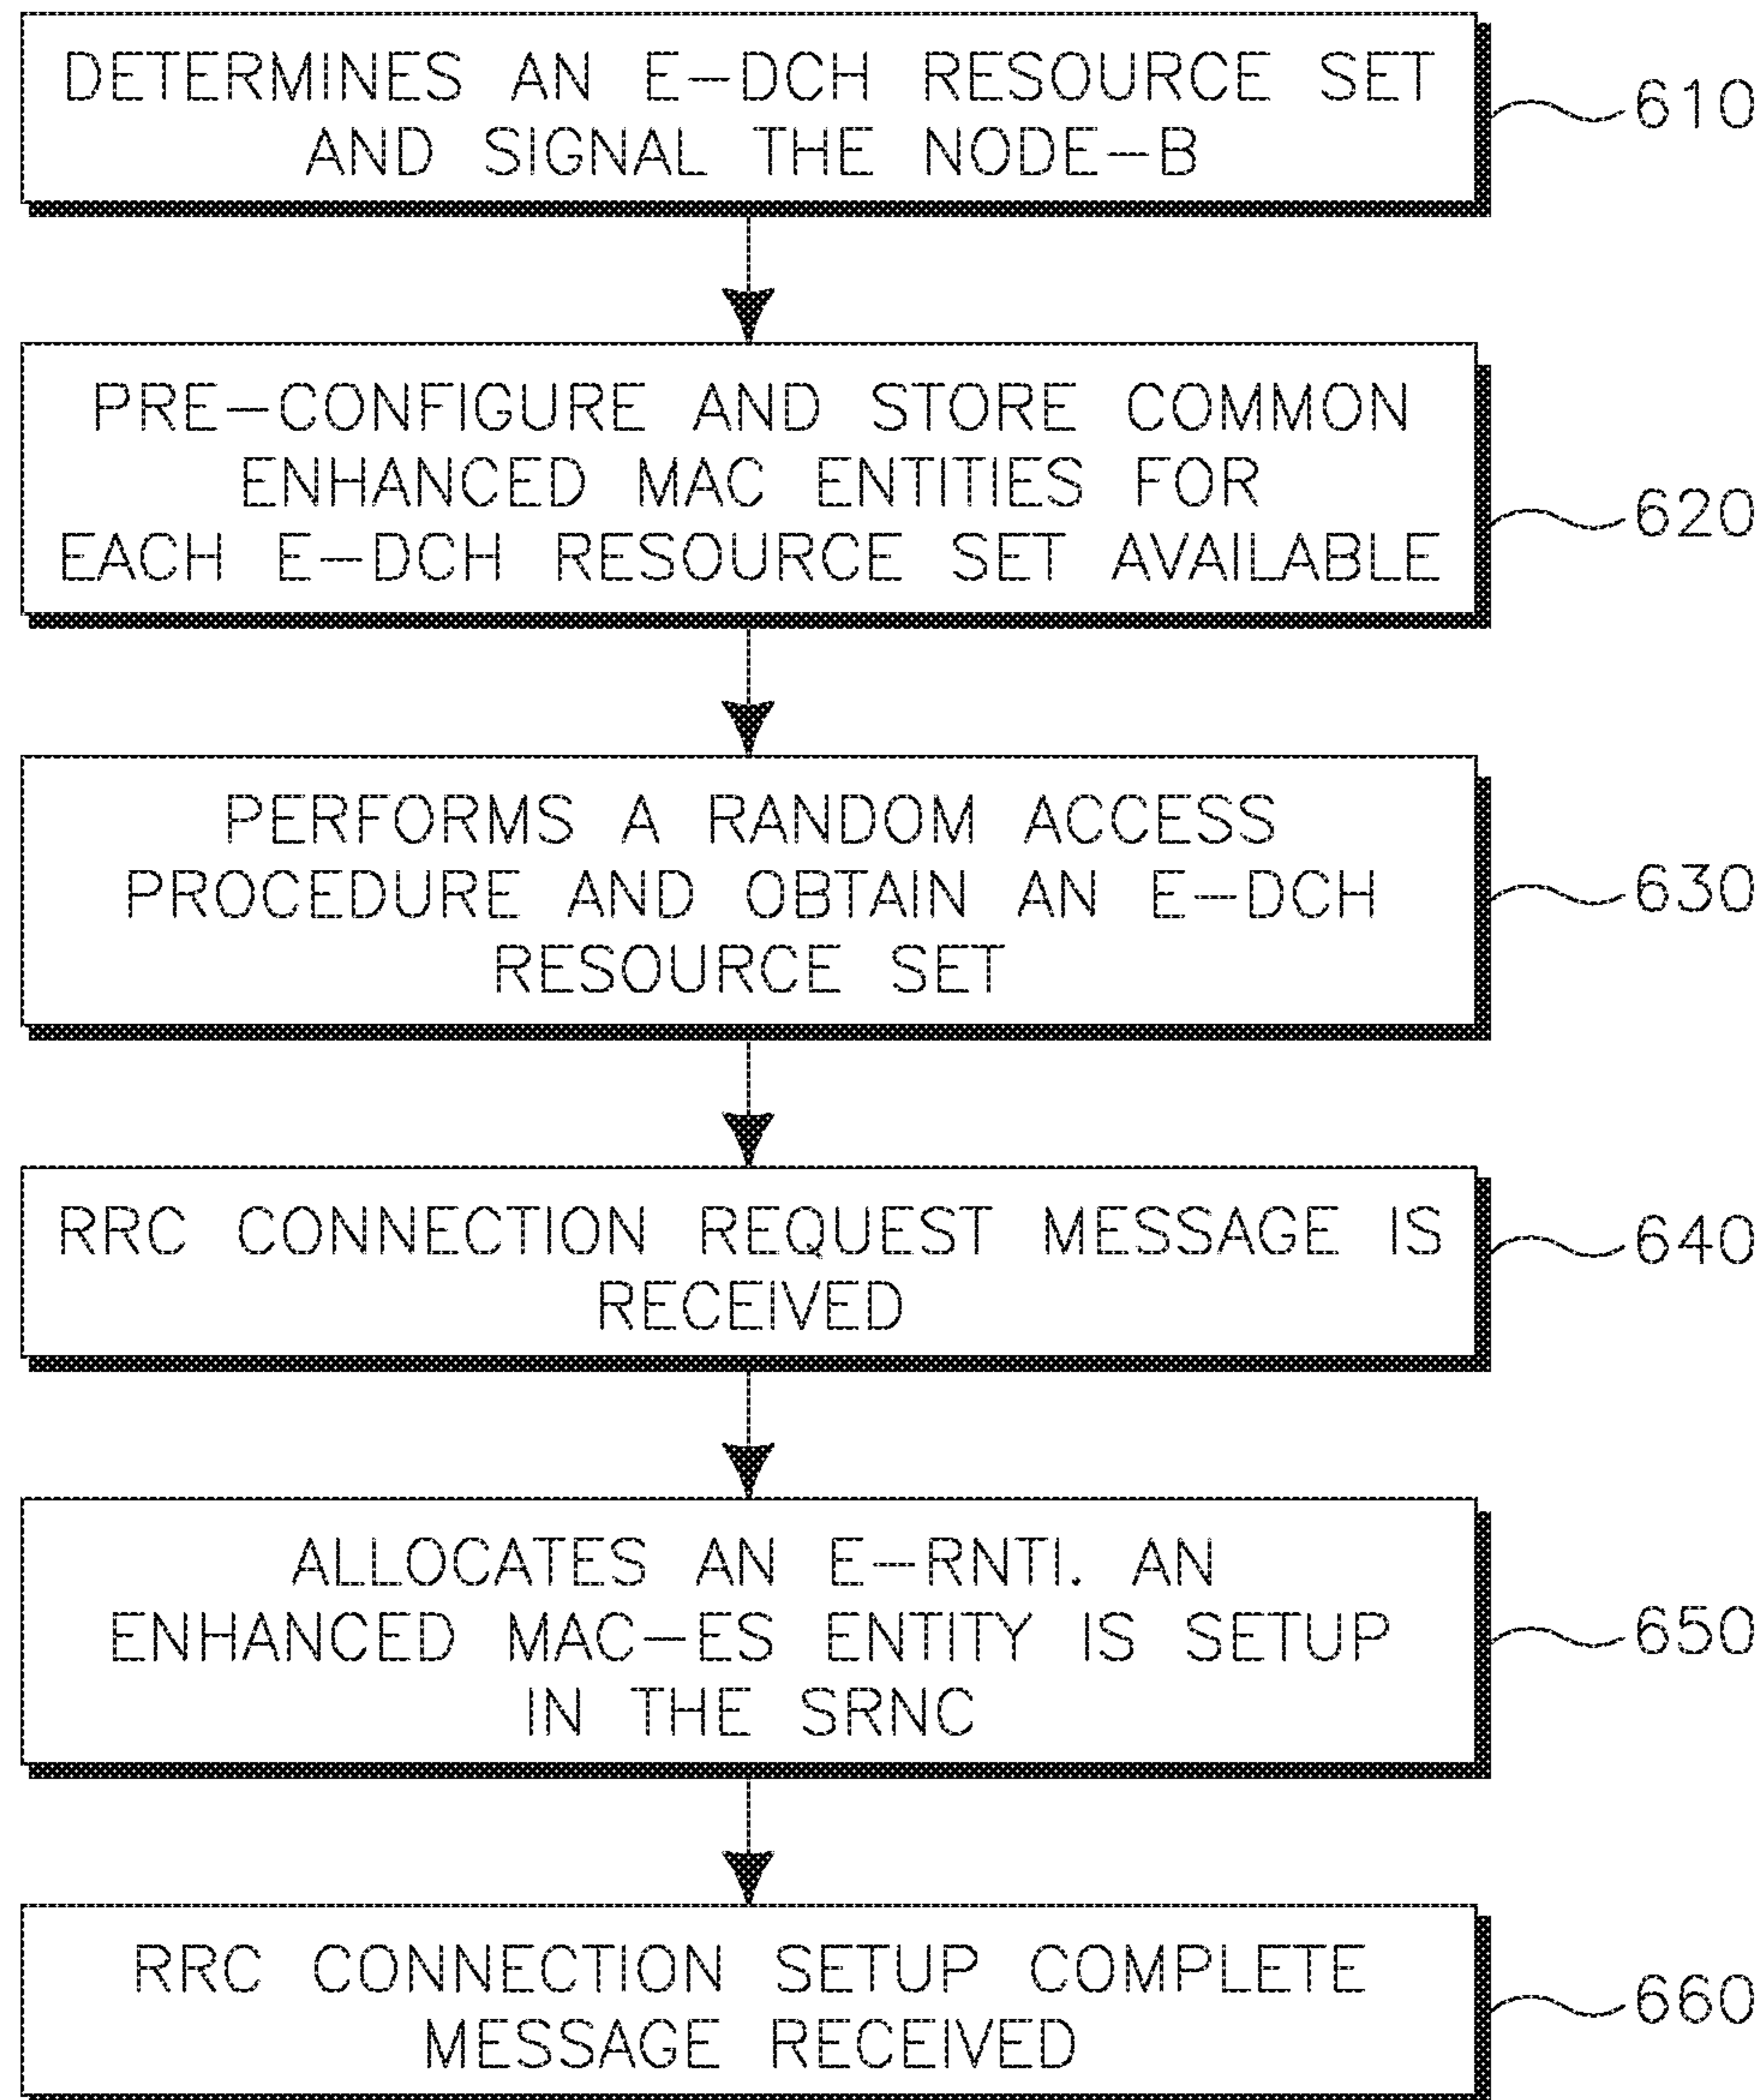 DETERMINES AN E-DCH RESOURCE SET
AND SIGNAL THE NODE-B
610
PRE-CONFIGURE AND STORE COMMON
ENHANCED MAC ENTITIES FOR
EACH E-DCH RESOURCE SET AVAILABLE
620
PERFORMS A RANDOM ACCESS
PROCEDURE AND OBTAIN AN E-DCH
RESOURCE SET
630
RRC CONNECTION REQUEST MESSAGE IS
RECEIVED
640
ALLOCATES AN E-RNTI. AN
ENHANCED MAC-ES ENTITY IS SETUP
IN THE SRNC
650
RRC CONNECTION SETUP COMPLETE
MESSAGE RECEIVED
660